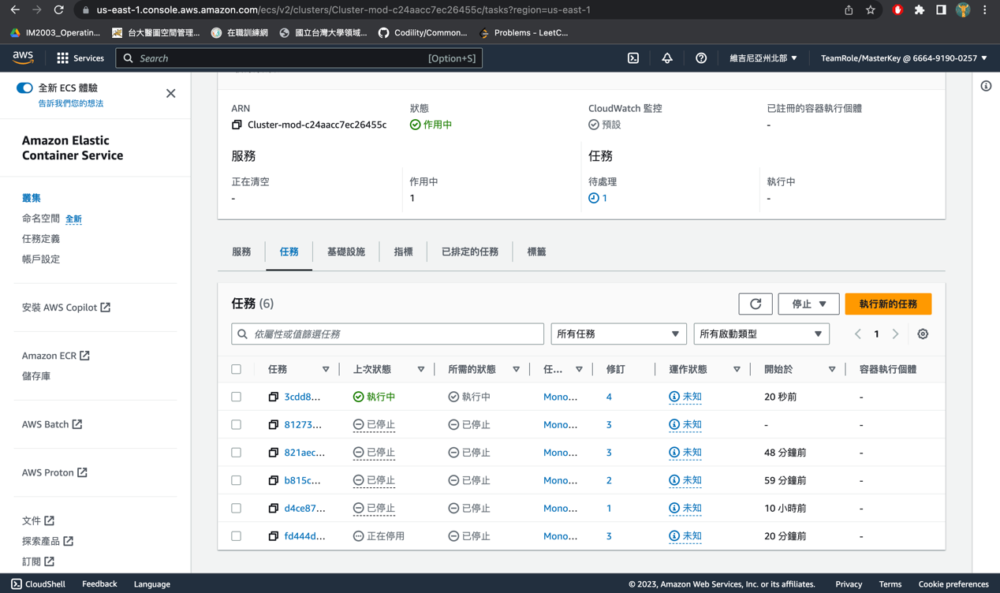 us-east-1.console.aws.amazon.com/ecs/v2/clusters/Cluster-mod-c24aacc7ec26455c/tasks?region=us-east-1
IM2003_Operatin... 台大醫圖空間管理... 在職訓練網 國立台灣大學領域... Codility/Common... Problems - LeetC...
aws Services Search [Option+S] 維吉尼亞州北部 TeamRole/MasterKey @ 6664-9190-0257
全新 ECS 體驗
告訴我們您的想法
Amazon Elastic
Container Service
叢集
命名空間 全新
任務定義
帳戶設定
安裝 AWS Copilot
Amazon ECR
儲存庫
AWS Batch
AWS Proton
文件
探索產品
訂閱
ARN 狀態 CloudWatch 監控 已註冊的容器執行個體
Cluster-mod-c24aacc7ec26455c 作用中 預設 -
服務 任務
正在清空 作用中 待處理 執行中
- 1 1 -
服務 任務 基礎設施 指標 已排定的任務 標籤
任務 (6) 停止 執行新的任務
依屬性或值篩選任務 所有任務 所有啟動類型 1
任務 上次狀態 所需的狀態 任... 修訂 運作狀態 開始於 容器執行個體
3cdd8... 執行中 執行中 Mono... 4 未知 20 秒前 -
81273... 已停止 已停止 Mono... 3 未知 - -
821aec... 已停止 已停止 Mono... 3 未知 48 分鐘前 -
b815c... 已停止 已停止 Mono... 2 未知 59 分鐘前 -
d4ce87... 已停止 已停止 Mono... 1 未知 10 小時前 -
fd444d... 正在停用 已停止 Mono... 3 未知 20 分鐘前 -
CloudShell Feedback Language © 2023, Amazon Web Services, Inc. or its affiliates. Privacy Terms Cookie preferences